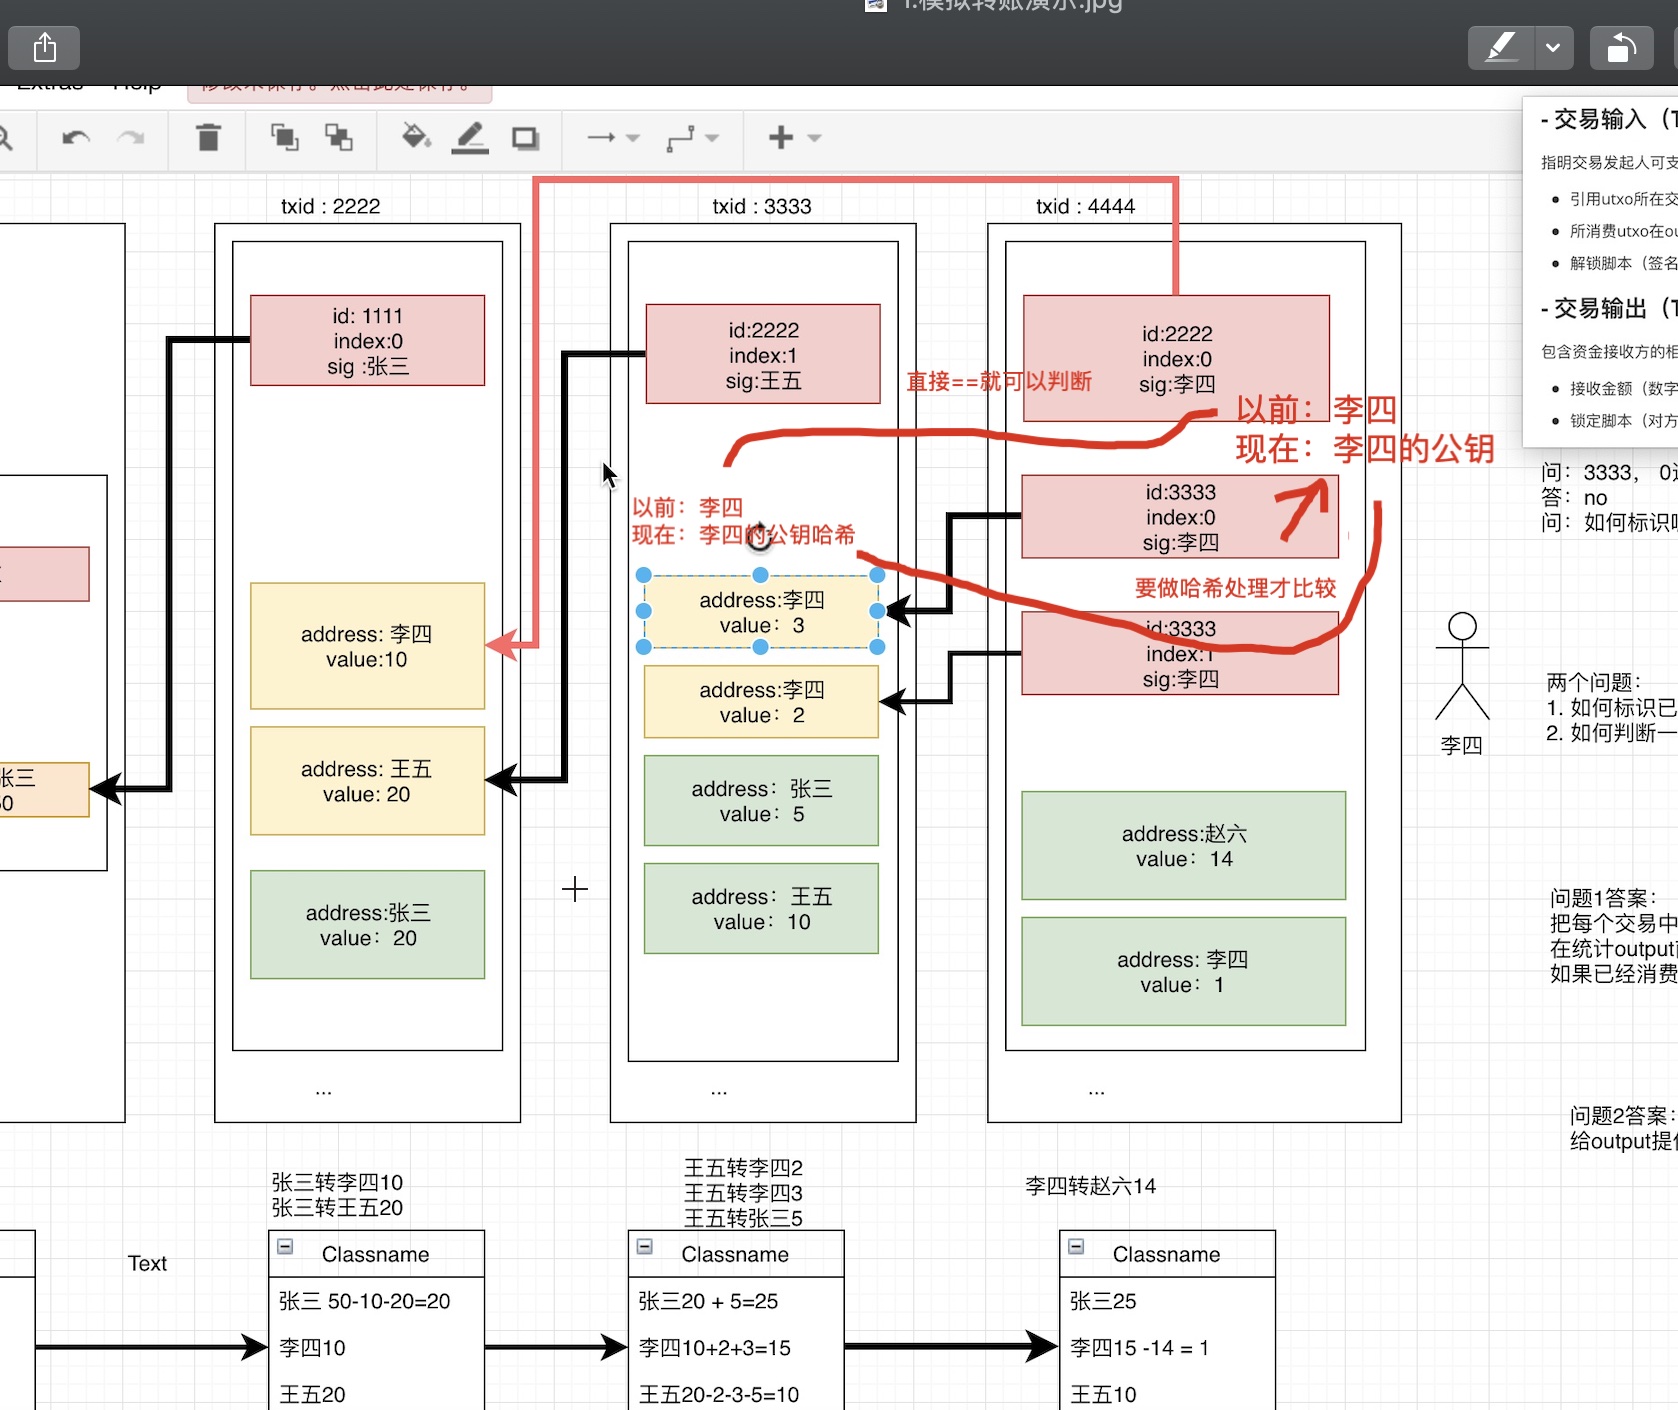 1.模拟转账演示.jpg
Extras
Help
修改未保存。点击此处保存。
- 交易输入（T
指明交易发起人可支
引用utxo所在交
所消费utxo在ou
解锁脚本（签名
- 交易输出（T
包含资金接收方的相
接收金额（数字
锁定脚本（对方
txid : 2222
txid : 3333
txid : 4444
id: 1111
index:0
sig :张三
id:2222
index:1
sig:王五
id:2222
index:0
sig:李四
直接==就可以判断
以前：李四
现在：李四的公钥
以前：李四
现在：李四的公钥哈希
id:3333
index:0
sig:李四
要做哈希处理才比较
id:3333
index:1
sig:李四
address: 李四
value:10
address: 王五
value: 20
address:张三
value：20
address:李四
value：3
address:李四
value：2
address：张三
value：5
address：王五
value：10
address:赵六
value：14
address: 李四
value：1
张三
50
...
...
...
李四
问：3333， 0
答：no
问：如何标识
两个问题：
1. 如何标识已
2. 如何判断一
问题1答案：
把每个交易中
在统计output
如果已经消费
问题2答案：
给output提
张三转李四10
张三转王五20
王五转李四2
王五转李四3
王五转张三5
李四转赵六14
Text
Classname
张三 50-10-20=20
李四10
王五20
Classname
张三20 + 5=25
李四10+2+3=15
王五20-2-3-5=10
Classname
张三25
李四15 -14 = 1
王五10